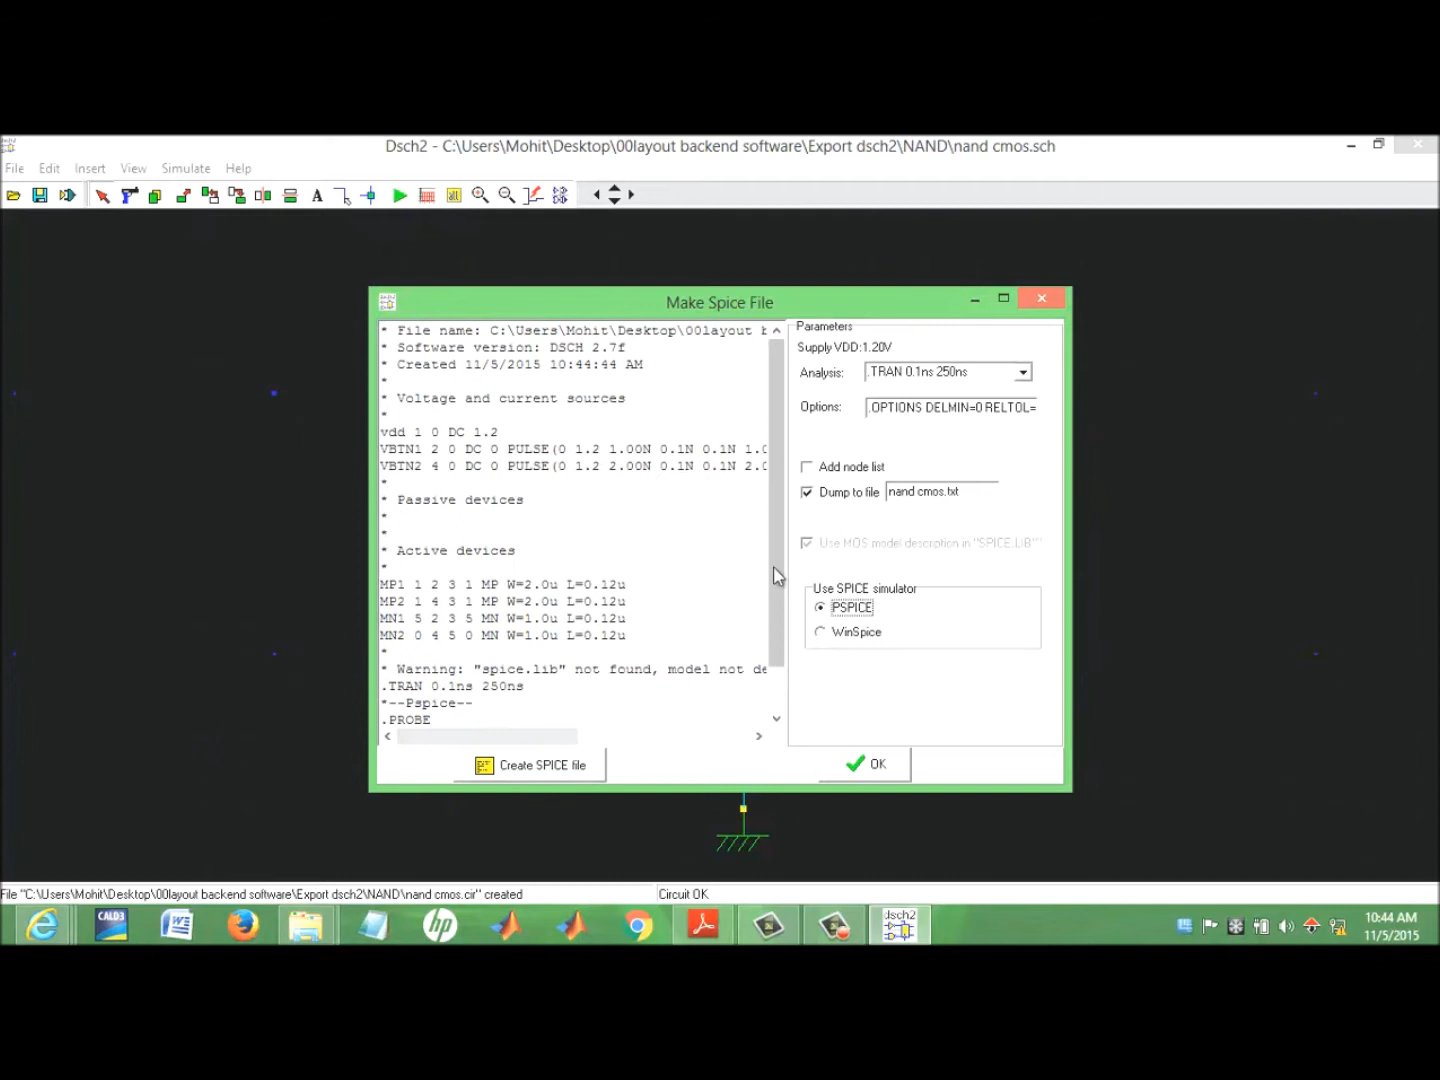 Dsch2 - C:\Users\Mohit\Desktop\00layout backend software\Export dsch2\NAND\nand cmos.sch
File Edit Insert View Simulate Help
A
Make Spice File
* File name: C:\Users\Mohit\Desktop\00layout b
* Software version: DSCH 2.7f
* Created 11/5/2015 10:44:44 AM
*
* Voltage and current sources
*
vdd 1 0 DC 1.2
VBTN1 2 0 DC 0 PULSE(0 1.2 1.00N 0.1N 0.1N 1.0
VBTN2 4 0 DC 0 PULSE(0 1.2 2.00N 0.1N 0.1N 2.0
*
* Passive devices
*
*
* Active devices
*
MP1 1 2 3 1 MP W=2.0u L=0.12u
MP2 1 4 3 1 MP W=2.0u L=0.12u
MN1 5 2 3 5 MN W=1.0u L=0.12u
MN2 0 4 5 0 MN W=1.0u L=0.12u
*
* Warning: "spice.lib" not found, model not de
.TRAN 0.1ns 250ns
*--Pspice--
.PROBE
Create SPICE file
Parameters
Supply VDD:1.20V
Analysis: .TRAN 0.1ns 250ns
Options: .OPTIONS DELMIN=0 RELTOL=
Add node list
Dump to file nand cmos.txt
Use MOS model description in "SPICE.LIB"
Use SPICE simulator
PSPICE
WinSpice
OK
File "C:\Users\Mohit\Desktop\00layout backend software\Export dsch2\NAND\nand cmos.cir" created
Circuit OK
CALD3
hp
dsch2
10:44 AM
11/5/2015